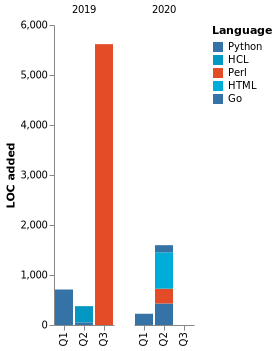 2019
2020
Language
Python
HCL
Perl
HTML
Go
LOC added
6,000
5,000
4,000
3,000
2,000
1,000
0
Q1
Q2
Q3
Q1
Q2
Q3